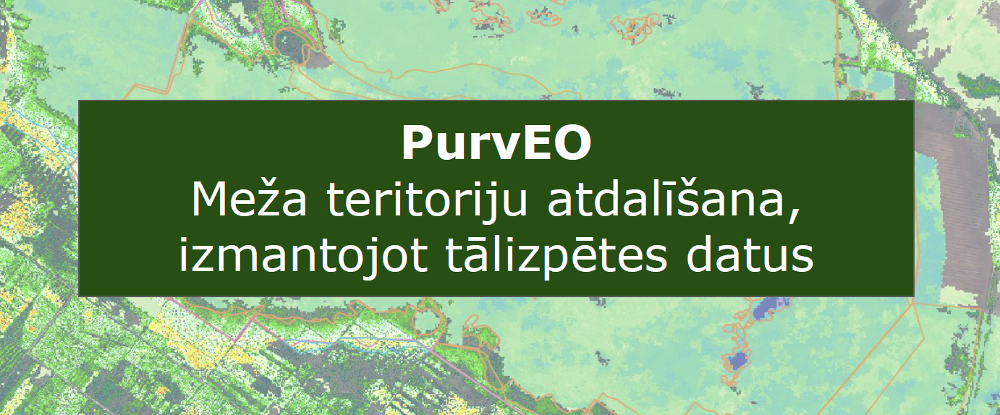 PurvEO
Meža teritoriju atdalīšana,
izmantojot tālizpētes datus